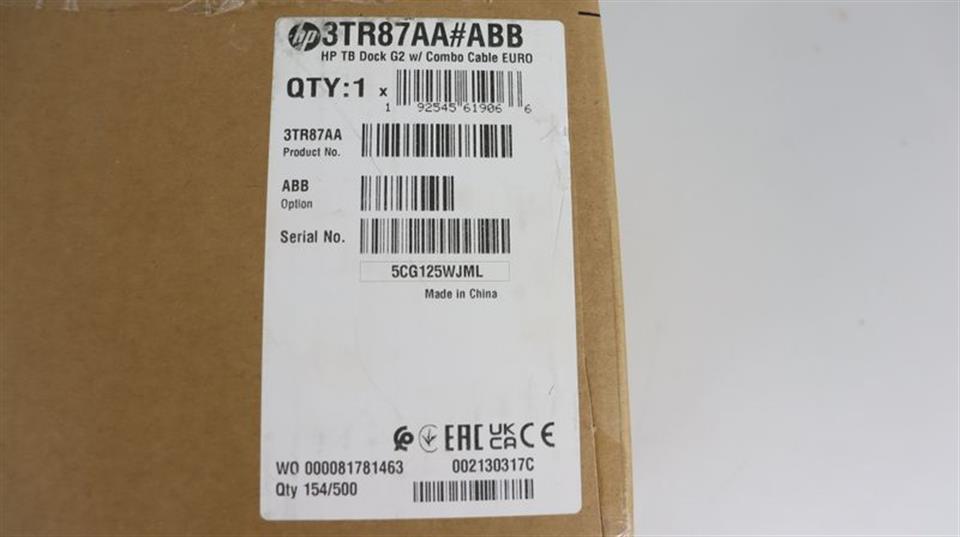 hp 3TR87AA#ABB
HP TB Dock G2 w/ Combo Cable EURO
QTY:1 x
1 92545 61906 6
3TR87AA
Product No.
ABB
Option
Serial No.
5CG125WJML
Made in China
EAC UK CA CE
WO 000081781463 002130317C
Qty 154/500